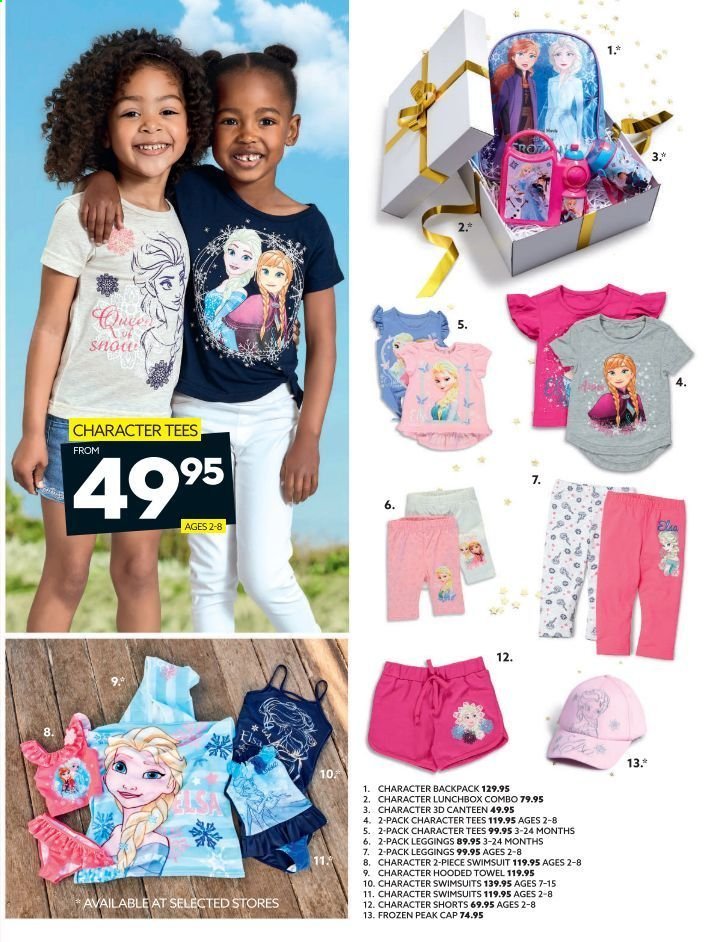 Queen
of
snow
CHARACTER TEES
FROM
49.95
AGES 2-8
1.*
FROZEN
3.*
2.*
5.
4.
Elsa
Anna
6.
7.
Elsa
12.
13.*
9.*
8.
Elsa
ELSA
10.*
11.*
* AVAILABLE AT SELECTED STORES
1. CHARACTER BACKPACK 129.95
2. CHARACTER LUNCHBOX COMBO 79.95
3. CHARACTER 3D CANTEEN 49.95
4. 2-PACK CHARACTER TEES 119.95 AGES 2-8
5. 2-PACK CHARACTER TEES 99.95 3-24 MONTHS
6. 2-PACK LEGGINGS 89.95 3-24 MONTHS
7. 2-PACK LEGGINGS 99.95 AGES 2-8
8. CHARACTER 2-PIECE SWIMSUIT 119.95 AGES 2-8
9. CHARACTER HOODED TOWEL 119.95
10. CHARACTER SWIMSUITS 139.95 AGES 7-15
11. CHARACTER SWIMSUITS 119.95 AGES 2-8
12. CHARACTER SHORTS 69.95 AGES 2-8
13. FROZEN PEAK CAP 74.95